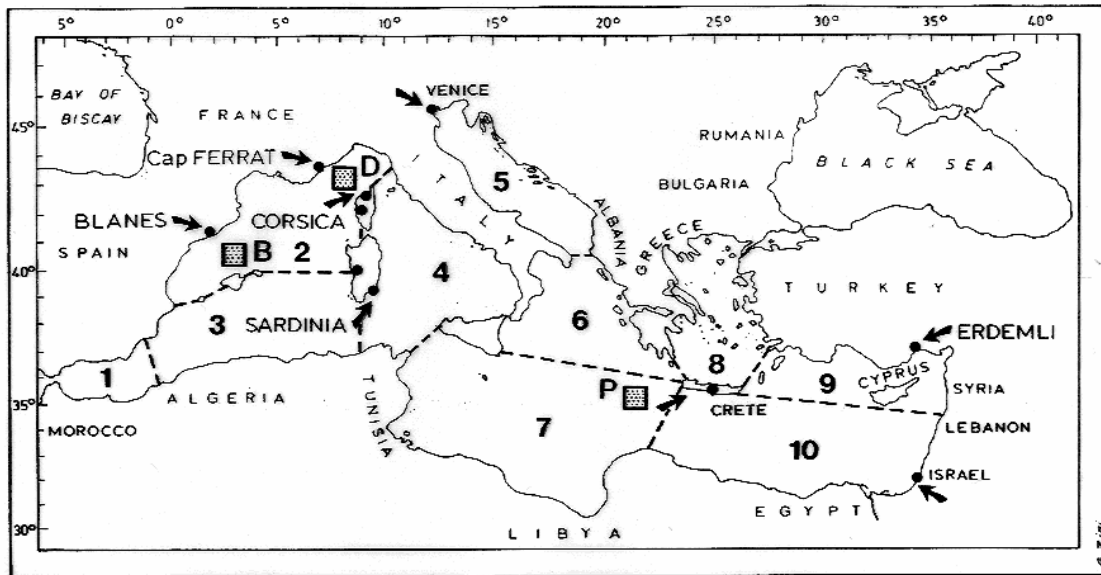 5° 0° 5° 10° 15° 20° 25° 30° 35° 40°
BAY OF
BISCAY
FRANCE
VENICE
45°
RUMANIA
BLACK SEA
Cap FERRAT
D
ITALY
5
BULGARIA
BLANES
CORSICA
ALBANIA
GREECE
SPAIN
B
2
40°
4
TURKEY
3
SARDINIA
6
ERDEMLI
1
8
9
CYPRUS
SYRIA
ALGERIA
TUNISIA
P
CRETE
35°
MOROCCO
7
LEBANON
10
ISRAEL
EGYPT
30°
LIBYA